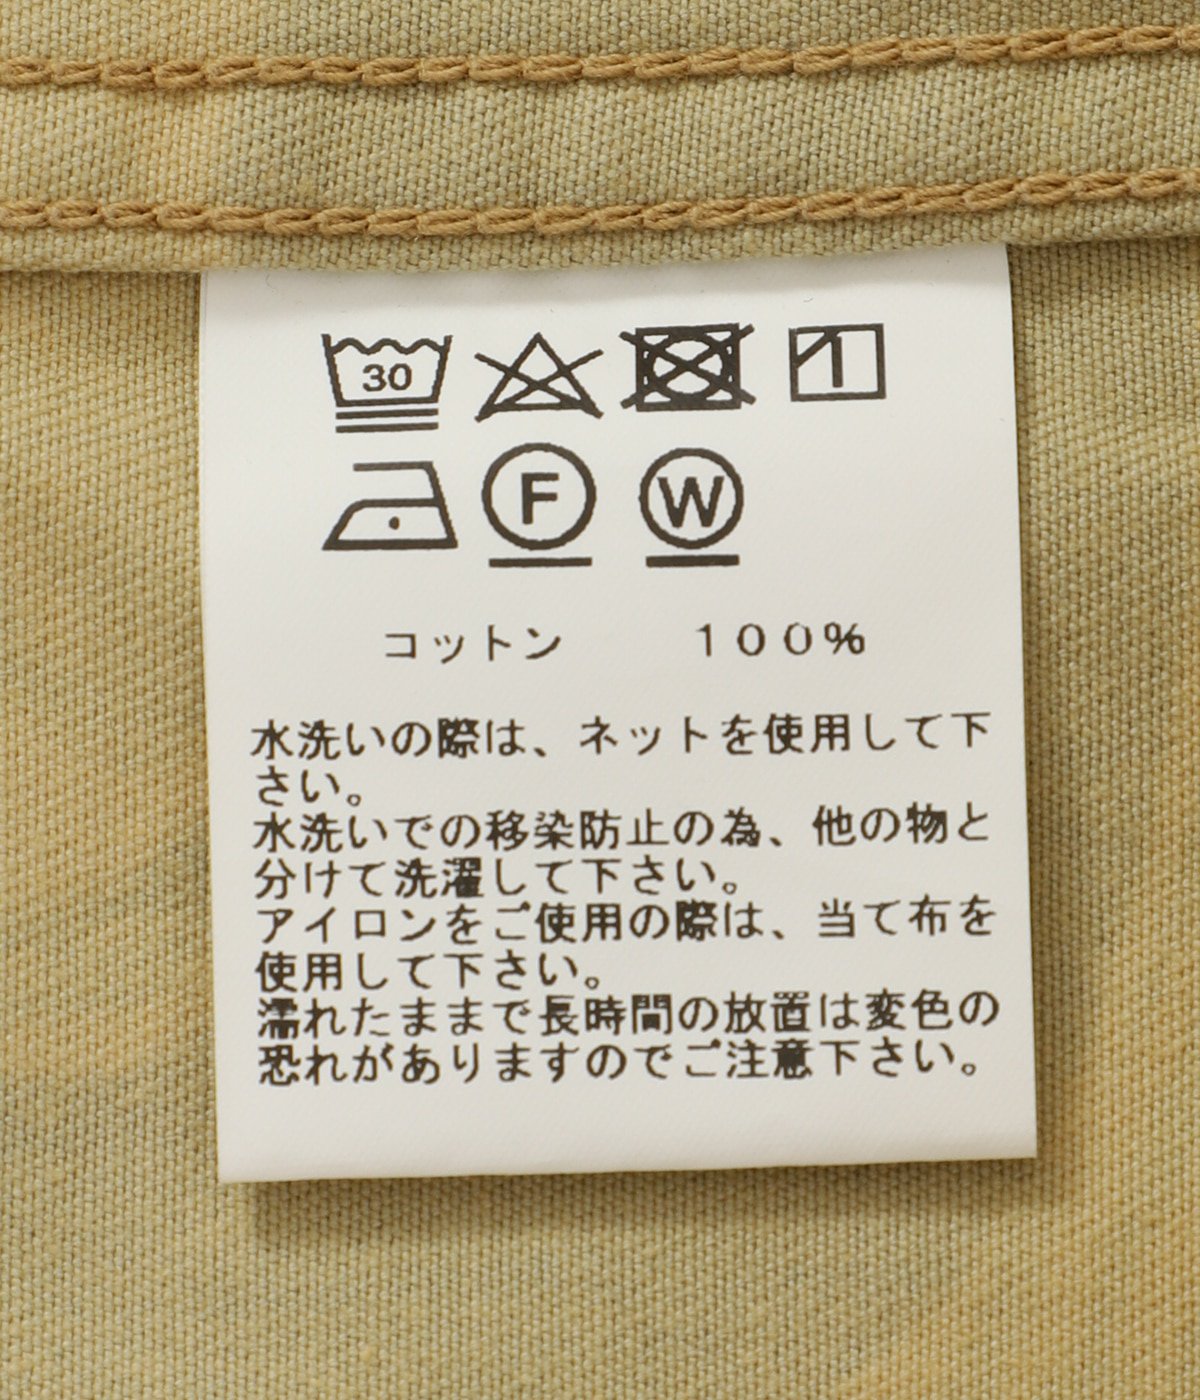 30
F W
コットン 100%
水洗いの際は、ネットを使用して下
さい。
水洗いでの移染防止の為、他の物と
分けて洗濯して下さい。
アイロンをご使用の際は、当て布を
使用して下さい。
濡れたままで長時間の放置は変色の
恐れがありますのでご注意下さい。